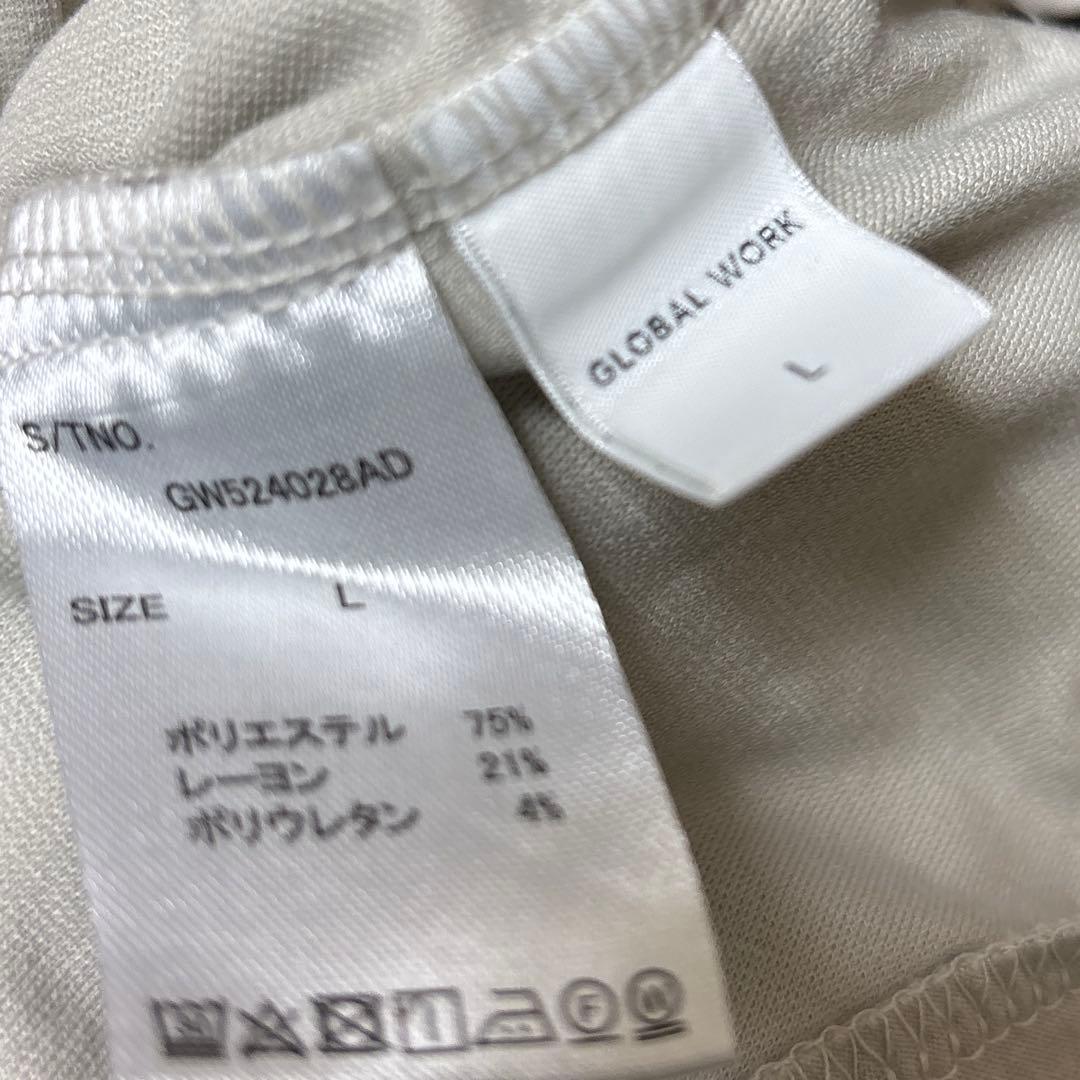 GLOBAL WORK
L
S/TNO.
GW524028AD
SIZE L
ポリエステル 75%
レーヨン 21%
ポリウレタン 4%
F
W